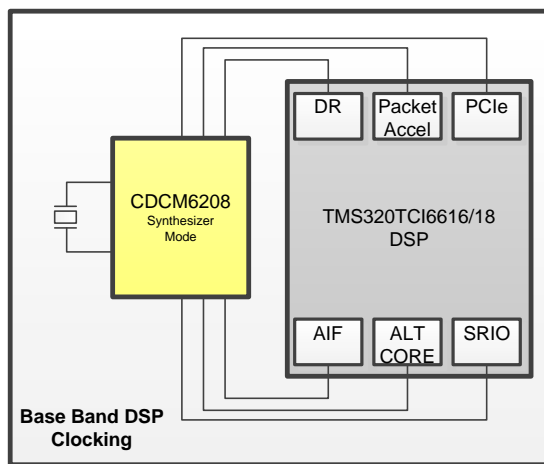 DR
Packet
Accel
PCIe
CDCM6208
Synthesizer
Mode
TMS320TCI6616/18
DSP
AIF
ALT
CORE
SRIO
Base Band DSP
Clocking